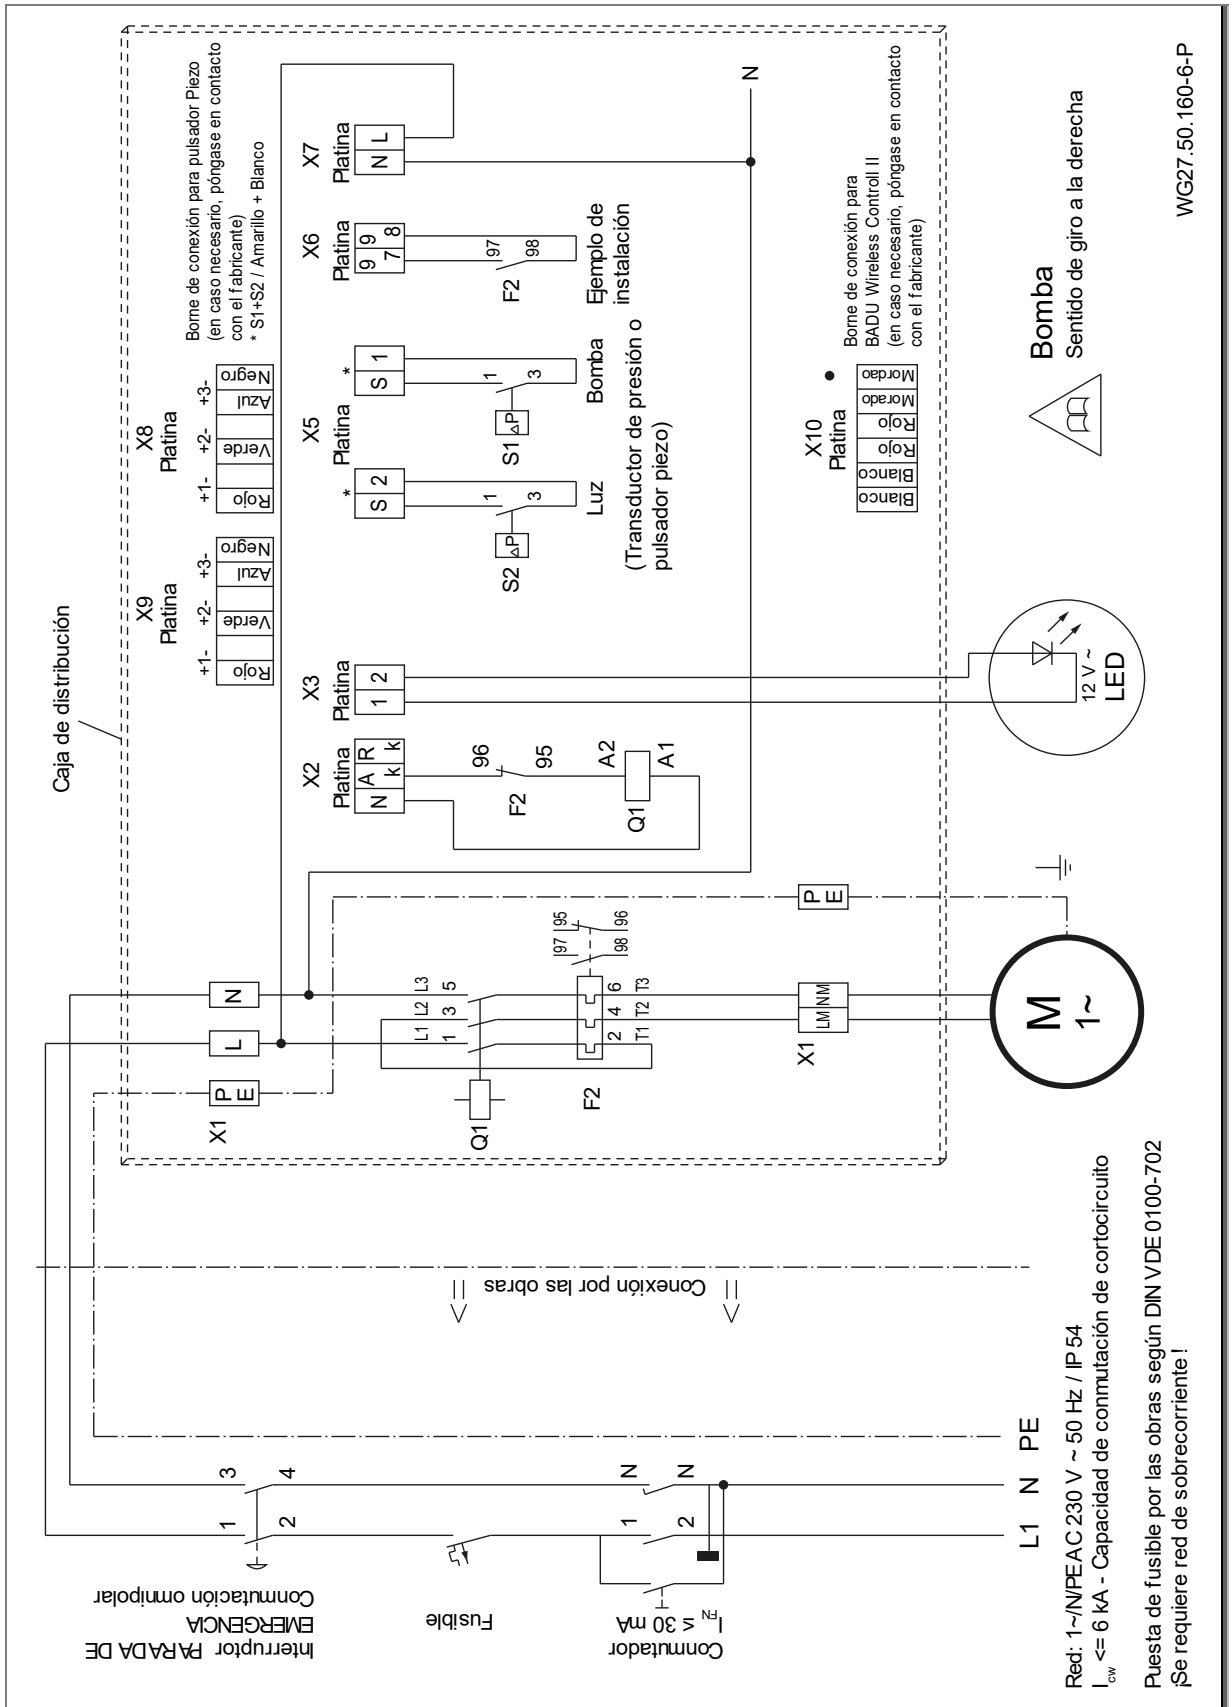 Caja de distribución
X9
Platina
+1- +2- +3-
Rojo Verde Azul Negro
X8
Platina
+1- +2- +3-
Rojo Verde Azul Negro
Borne de conexión para pulsador Piezo
(en caso necesario, póngase en contacto
con el fabricante)
* S1+S2 / Amarillo + Blanco
X1
PE
L
N
X2
Platina
N A k R k
X3
Platina
1 2
X5
Platina
* *
S 2
S 1
X6
Platina
9 7 9 8
X7
Platina
N L
Q1
L1 L2 L3
1 3 5
F2
2 4 6
T1 T2 T3
97 95
98 96
96
F2
95
A2
Q1
A1
S2
ΔP
1
3
Luz
S1
ΔP
1
3
Bomba
(Transductor de presión o
pulsador piezo)
F2
97
98
Ejemplo de
instalación
N
X1
LM NM
PE
X10
Platina
Blanco Blanco Rojo Rojo Morado Mordao
Borne de conexión para
BADU Wireless Controll II
(en caso necesario, póngase en contacto
con el fabricante)
M
1~
12 V ~
LED
Bomba
Sentido de giro a la derecha
WG27.50.160-6-P
Conexión por las obras
Interruptor PARADA DE
EMERGENCIA
Conmutación omnipolar
1 3
2 4
Fusible
Conmutador
I FN ≤ 30 mA
1 N
2 N
L1 N PE
Red: 1~/N/PE AC 230 V ~ 50 Hz / IP 54
Icw <= 6 kA - Capacidad de conmutación de cortocircuito
Puesta de fusible por las obras según DIN VDE 0100-702
¡Se requiere red de sobrecorriente!